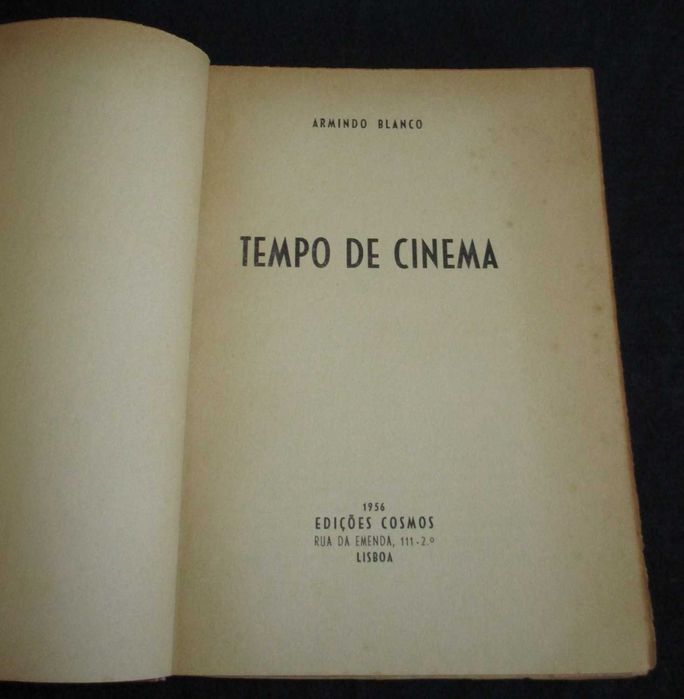 ARMINDO BLANCO
TEMPO DE CINEMA
1956
EDIÇÕES COSMOS
RUA DA EMENDA, 111-2.º
LISBOA